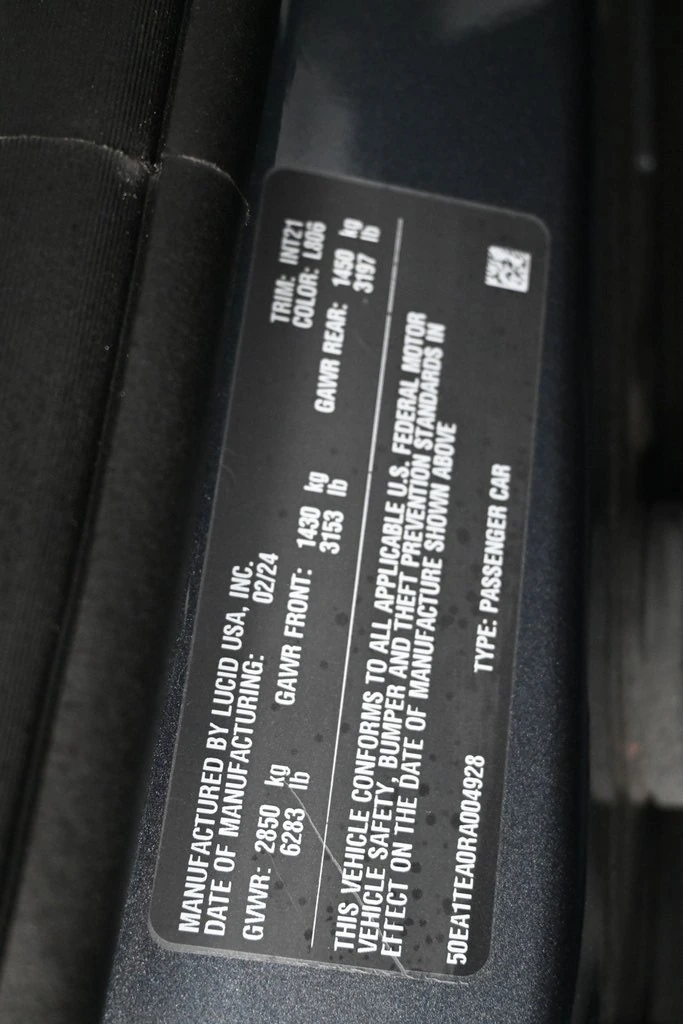 MANUFACTURED BY LUCID USA, INC. TRIM: INT21
DATE OF MANUFACTURING: 02/24 COLOR: L806
GVWR: 2850 kg GAWR FRONT: 1430 kg GAWR REAR: 1450 kg
6283 lb 3153 lb 3197 lb
THIS VEHICLE CONFORMS TO ALL APPLICABLE U.S. FEDERAL MOTOR
VEHICLE SAFETY, BUMPER AND THEFT PREVENTION STANDARDS IN
EFFECT ON THE DATE OF MANUFACTURE SHOWN ABOVE
50EA1TEA0RA004928 TYPE: PASSENGER CAR